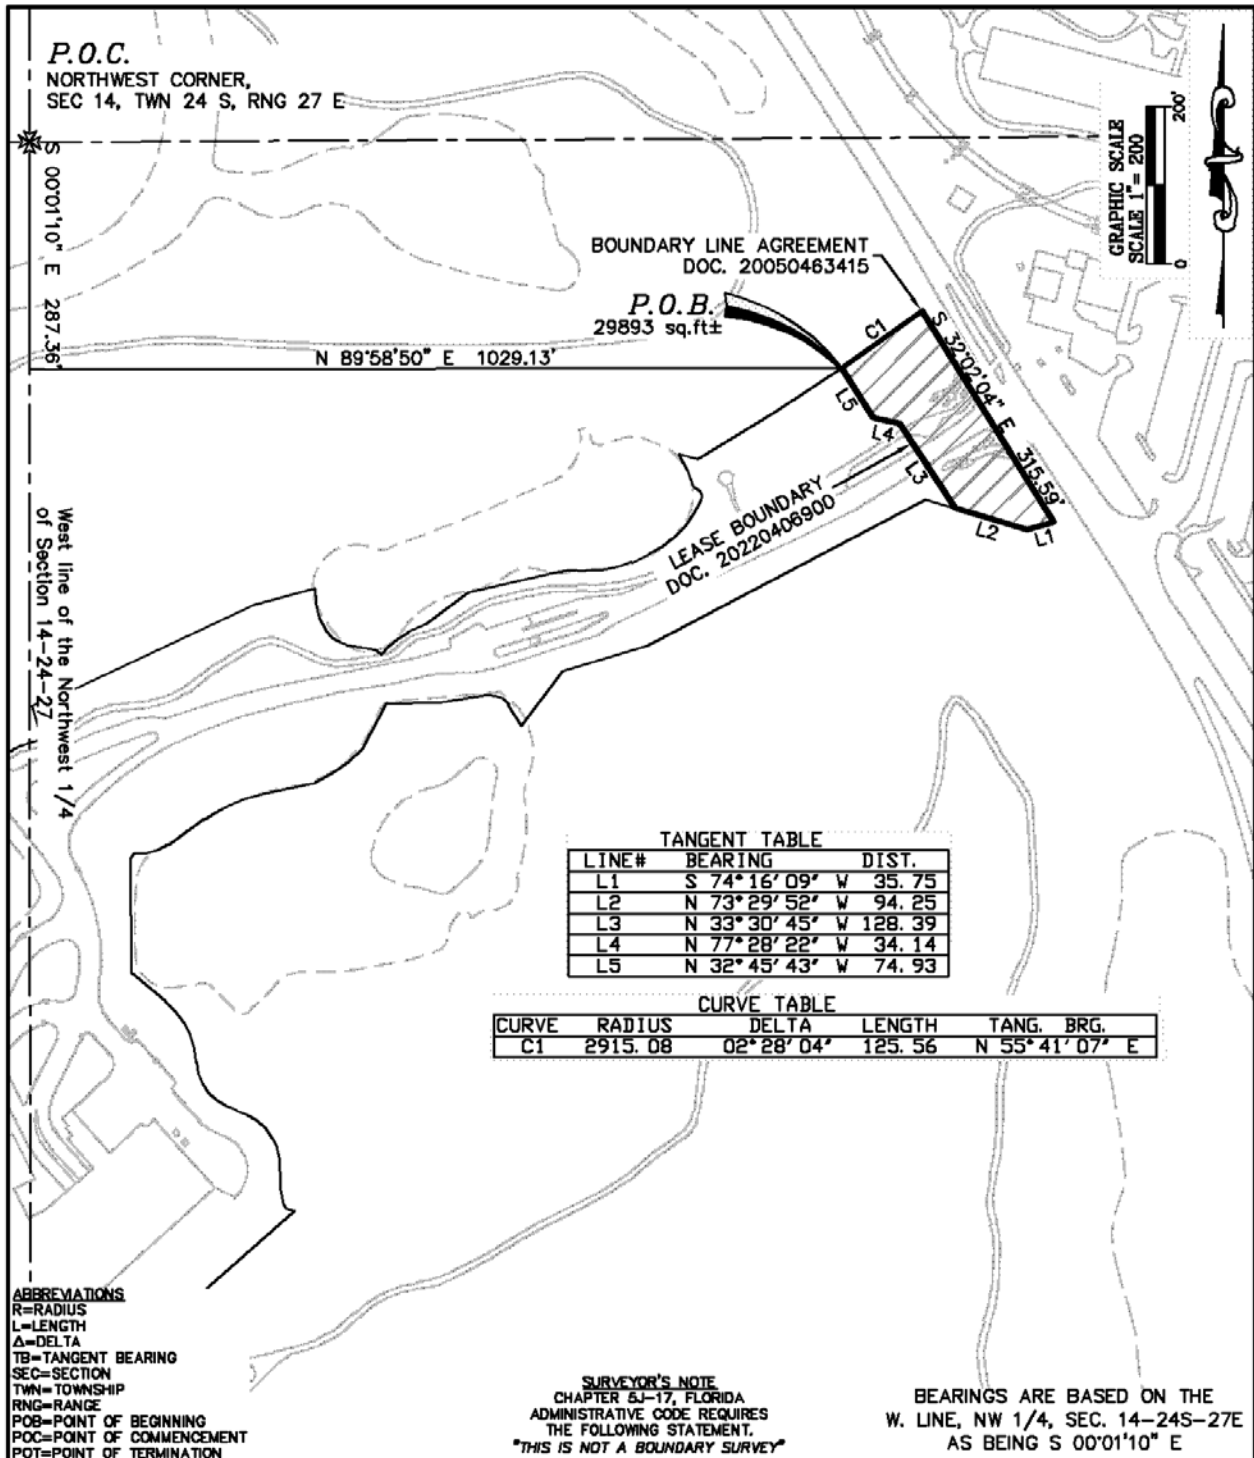 P.O.C.
NORTHWEST CORNER,
SEC 14, TWN 24 S, RNG 27 E
S 00°01'10" E 287.36'
GRAPHIC SCALE
SCALE 1" = 200
0 200'
BOUNDARY LINE AGREEMENT
DOC. 20050463415
P.O.B.
29893 sq.ft±
N 89°58'50" E 1029.13'
C1
S 32°02'04" E 315.59'
L5
L4
L3
L2
L1
LEASE BOUNDARY
DOC. 20220406900
West line of the Northwest 1/4
of Section 14-24-27
TANGENT TABLE
LINE# BEARING DIST.
L1 S 74°16'09" W 35.75
L2 N 73°29'52" W 94.25
L3 N 33°30'45" W 128.39
L4 N 77°28'22" W 34.14
L5 N 32°45'43" W 74.93
CURVE TABLE
CURVE RADIUS DELTA LENGTH TANG. BRG.
C1 2915.08 02°28'04" 125.56 N 55°41'07" E
ABBREVIATIONS
R=RADIUS
L=LENGTH
Δ=DELTA
TB=TANGENT BEARING
SEC=SECTION
TWN=TOWNSHIP
RNG=RANGE
POB=POINT OF BEGINNING
POC=POINT OF COMMENCEMENT
POT=POINT OF TERMINATION
SURVEYOR'S NOTE
CHAPTER 5J-17, FLORIDA
ADMINISTRATIVE CODE REQUIRES
THE FOLLOWING STATEMENT.
"THIS IS NOT A BOUNDARY SURVEY"
BEARINGS ARE BASED ON THE
W. LINE, NW 1/4, SEC. 14-24S-27E
AS BEING S 00°01'10" E